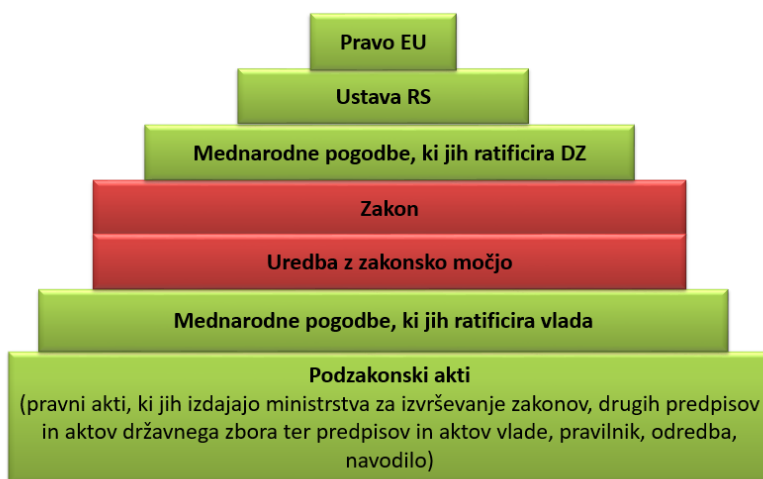 Pravo EU
Ustava RS
Mednarodne pogodbe, ki jih ratificira DZ
Zakon
Uredba z zakonsko močjo
Mednarodne pogodbe, ki jih ratificira vlada
Podzakonski akti
(pravni akti, ki jih izdajajo ministrstva za izvrševanje zakonov, drugih predpisov
in aktov državnega zbora ter predpisov in aktov vlade, pravilnik, odredba,
navodilo)